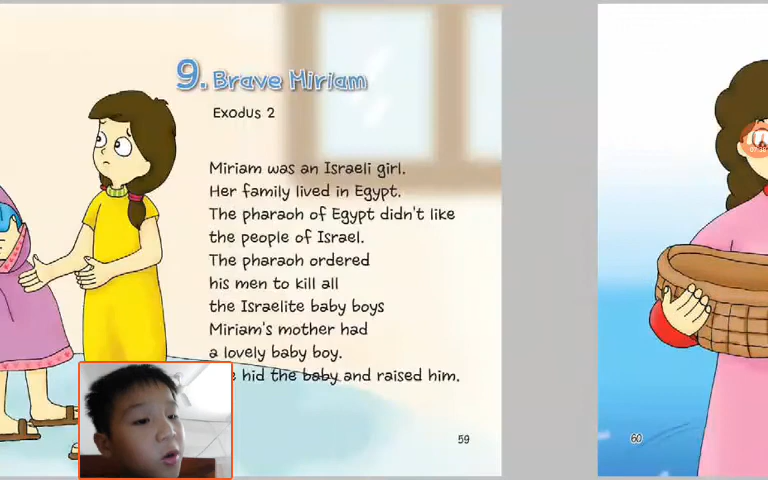 9. Brave Miriam
Exodus 2
Miriam was an Israeli girl.
Her family lived in Egypt.
The pharaoh of Egypt didn't like
the people of Israel.
The pharaoh ordered
his men to kill all
the Israelite baby boys
Miriam's mother had
a lovely baby boy.
hid the baby and raised him.
59
60